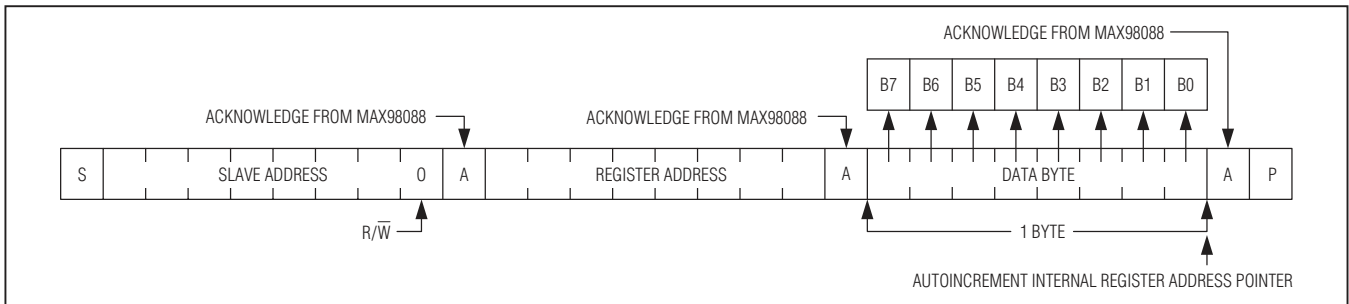 ACKNOWLEDGE FROM MAX98088
B7 B6 B5 B4 B3 B2 B1 B0
ACKNOWLEDGE FROM MAX98088 ACKNOWLEDGE FROM MAX98088
S SLAVE ADDRESS 0 A REGISTER ADDRESS A DATA BYTE A P
R/W̅ 1 BYTE
AUTOINCREMENT INTERNAL REGISTER ADDRESS POINTER